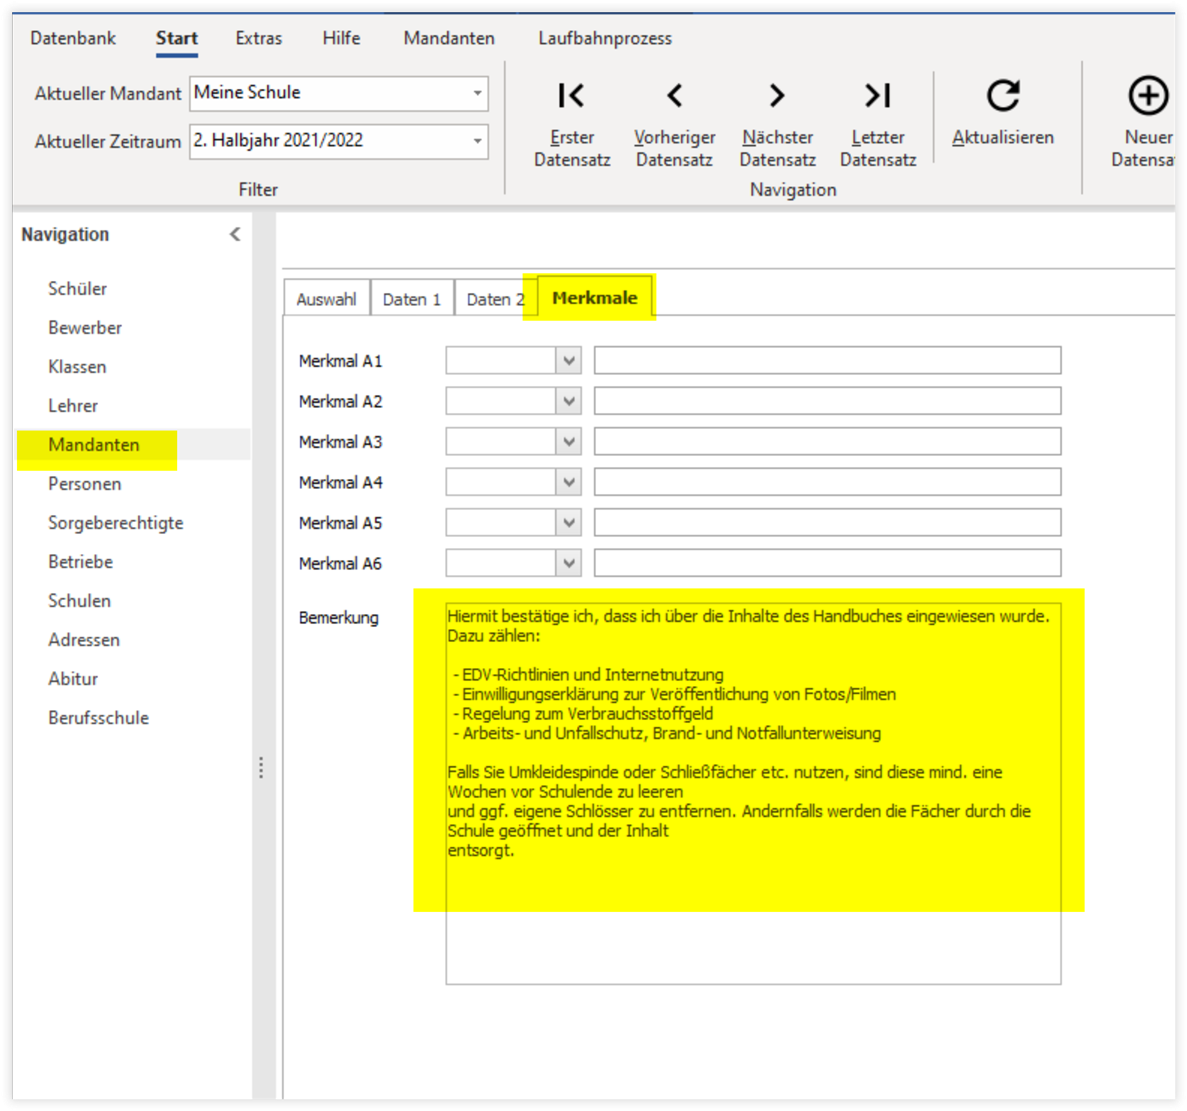 Datenbank Start Extras Hilfe Mandanten Laufbahnprozess
Aktueller Mandant Meine Schule
Aktueller Zeitraum 2. Halbjahr 2021/2022
Filter
Erster Datensatz
Vorheriger Datensatz
Nächster Datensatz
Letzter Datensatz
Navigation
Aktualisieren
Neuer
Datensa
Navigation
Schüler
Bewerber
Klassen
Lehrer
Mandanten
Personen
Sorgeberechtigte
Betriebe
Schulen
Adressen
Abitur
Berufsschule
Auswahl Daten 1 Daten 2 Merkmale
Merkmal A1
Merkmal A2
Merkmal A3
Merkmal A4
Merkmal A5
Merkmal A6
Bemerkung
Hiermit bestätige ich, dass ich über die Inhalte des Handbuches eingewiesen wurde.
Dazu zählen:
- EDV-Richtlinien und Internetnutzung
- Einwilligungserklärung zur Veröffentlichung von Fotos/Filmen
- Regelung zum Verbrauchsstoffgeld
- Arbeits- und Unfallschutz, Brand- und Notfallunterweisung
Falls Sie Umkleidespinde oder Schließfächer etc. nutzen, sind diese mind. eine
Wochen vor Schulende zu leeren
und ggf. eigene Schlösser zu entfernen. Andernfalls werden die Fächer durch die
Schule geöffnet und der Inhalt
entsorgt.